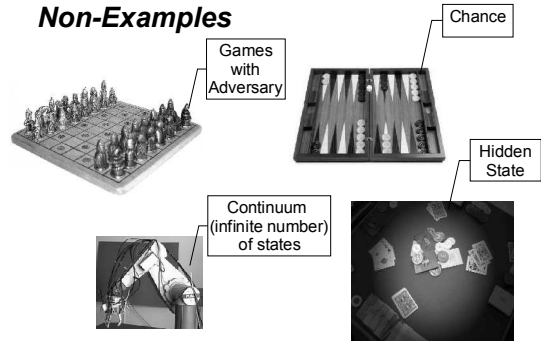 Non-Examples
Games
with
Adversary
Chance
Hidden
State
Continuum
(infinite number)
of states